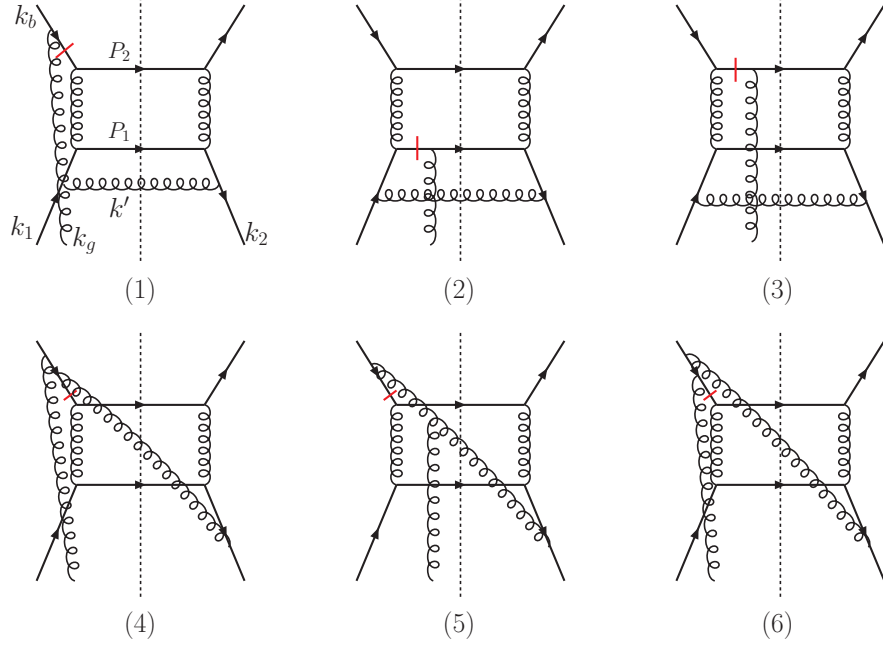 k_b
P_2
P_1
k'
k_1
k_g
k_2
(1) (2) (3)
(4) (5) (6)